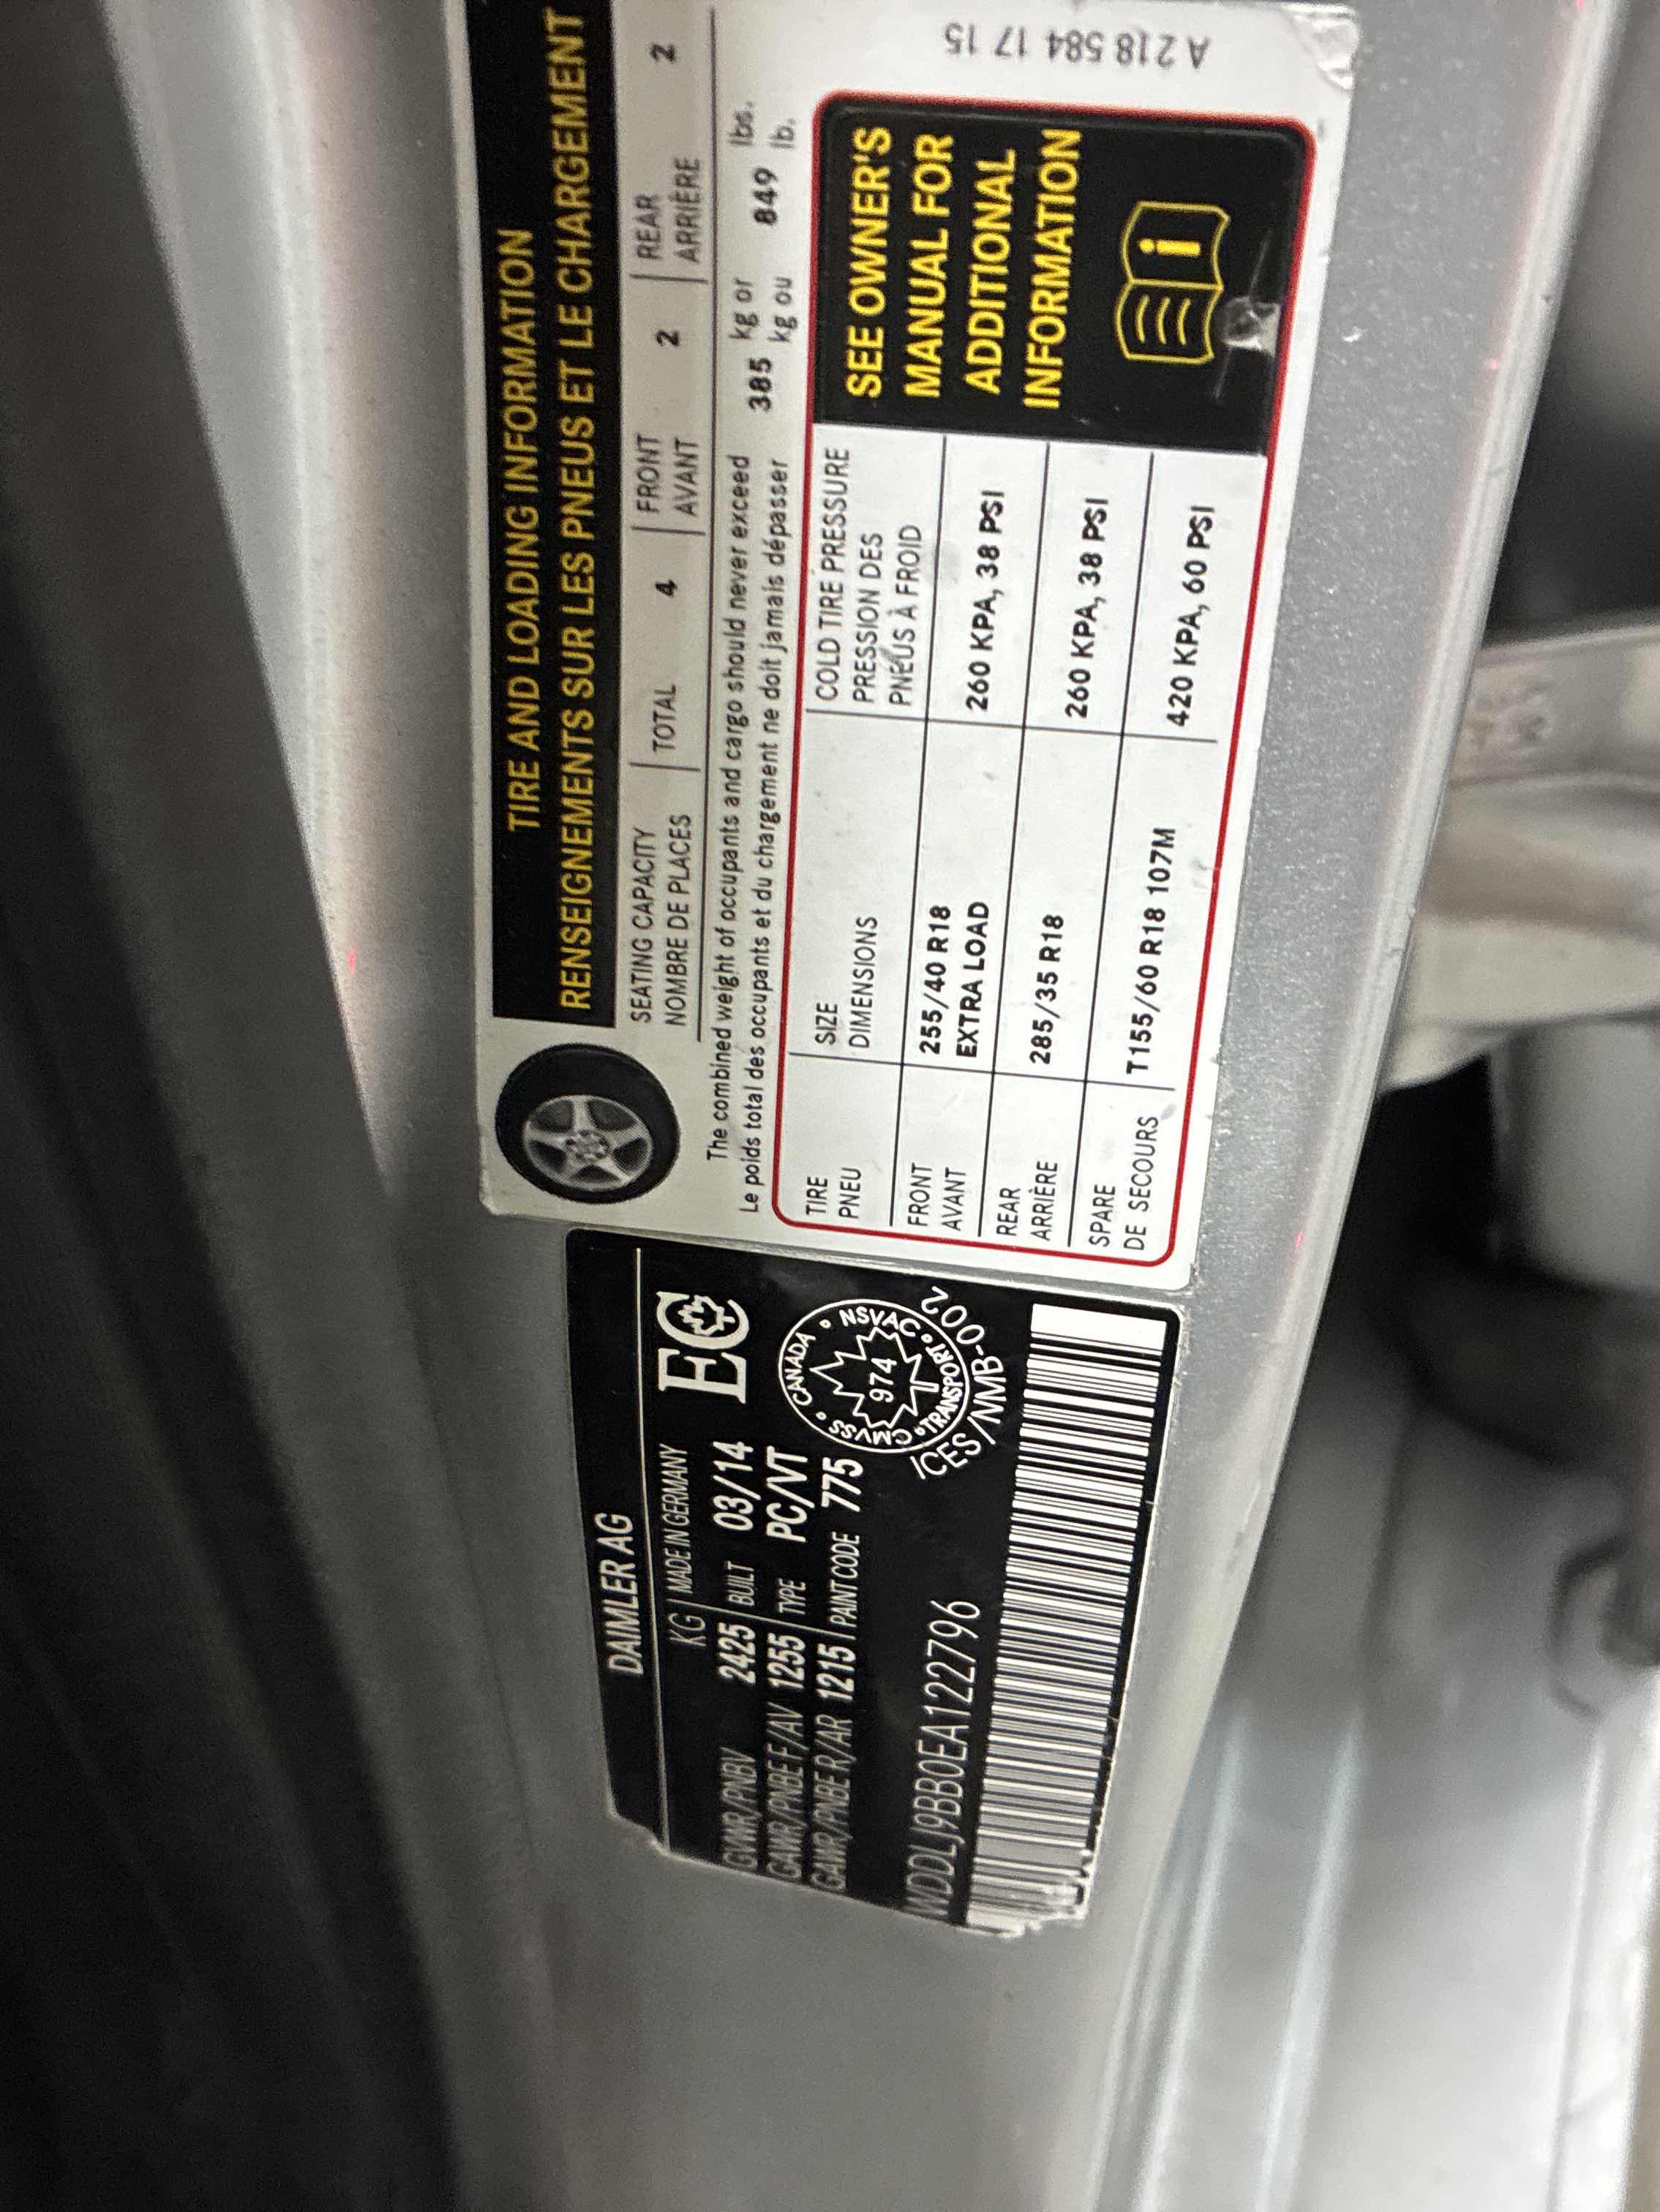 DAIMLER AG
KG MADE IN GERMANY
GVWR/PNBV 2425 BUILT 03/14
GAWR/PNBE F/AV 1255 TYPE PC/VT
GAWR/PNBE R/AR 1215 PAINT CODE 775
EC
CANADA • NSVAC • TRANSPORT • CMVSS •
974
ICES/NMB-002
WDDLJ9BB0EA122796
TIRE AND LOADING INFORMATION
RENSEIGNEMENTS SUR LES PNEUS ET LE CHARGEMENT
SEATING CAPACITY TOTAL 4 FRONT 2 REAR 2
NOMBRE DE PLACES AVANT ARRIÈRE
The combined weight of occupants and cargo should never exceed 385 kg or 849 lbs.
Le poids total des occupants et du chargement ne doit jamais dépasser kg ou lb.
TIRE SIZE COLD TIRE PRESSURE
PNEU DIMENSIONS PRESSION DES
PNEUS À FROID
FRONT 255/40 R18
AVANT EXTRA LOAD 260 KPA, 38 PSI
REAR
ARRIÈRE 285/35 R18 260 KPA, 38 PSI
SPARE
DE SECOURS T155/60 R18 107M 420 KPA, 60 PSI
SEE OWNER'S
MANUAL FOR
ADDITIONAL
INFORMATION
i
A 218 584 17 15